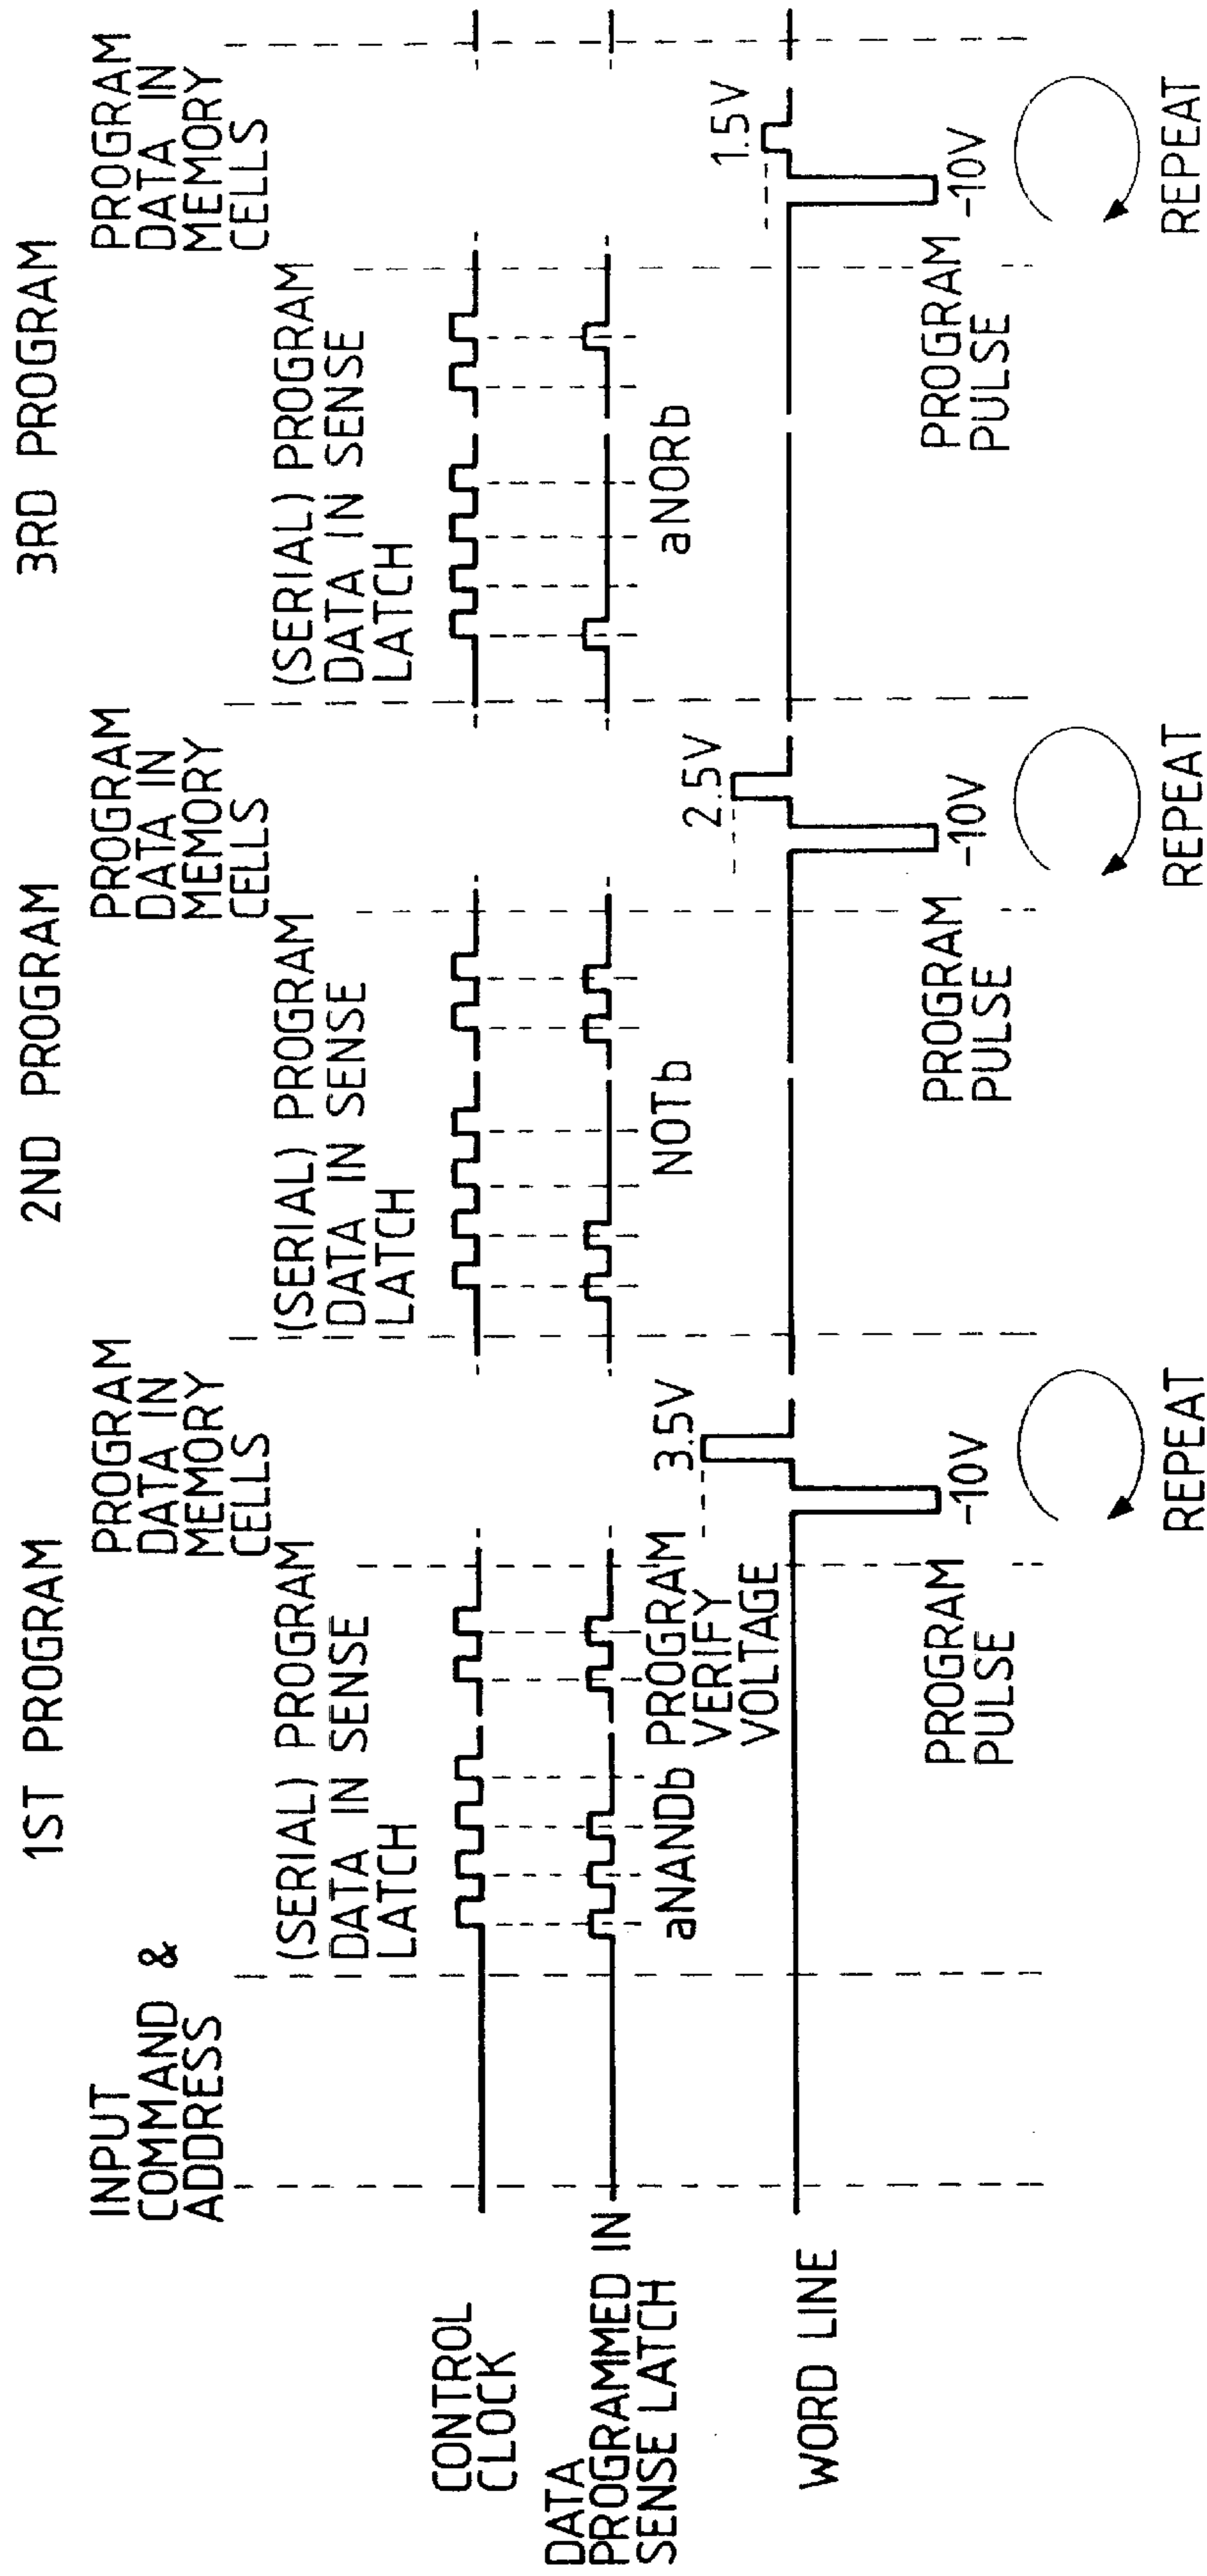 1ST PROGRAM
2ND PROGRAM
3RD PROGRAM
INPUT
COMMAND &
ADDRESS
(SERIAL) PROGRAM
DATA IN SENSE
LATCH
PROGRAM
DATA IN
MEMORY
CELLS
(SERIAL) PROGRAM
DATA IN SENSE
LATCH
PROGRAM
DATA IN
MEMORY
CELLS
(SERIAL) PROGRAM
DATA IN SENSE
LATCH
PROGRAM
DATA IN
MEMORY
CELLS
CONTROL
CLOCK
DATA
PROGRAMMED IN
SENSE LATCH
aNANDb
NOTb
aNORb
PROGRAM
VERIFY
VOLTAGE
3.5V
2.5V
1.5V
WORD LINE
PROGRAM
PULSE
-10V
PROGRAM
PULSE
-10V
PROGRAM
PULSE
-10V
REPEAT
REPEAT
REPEAT